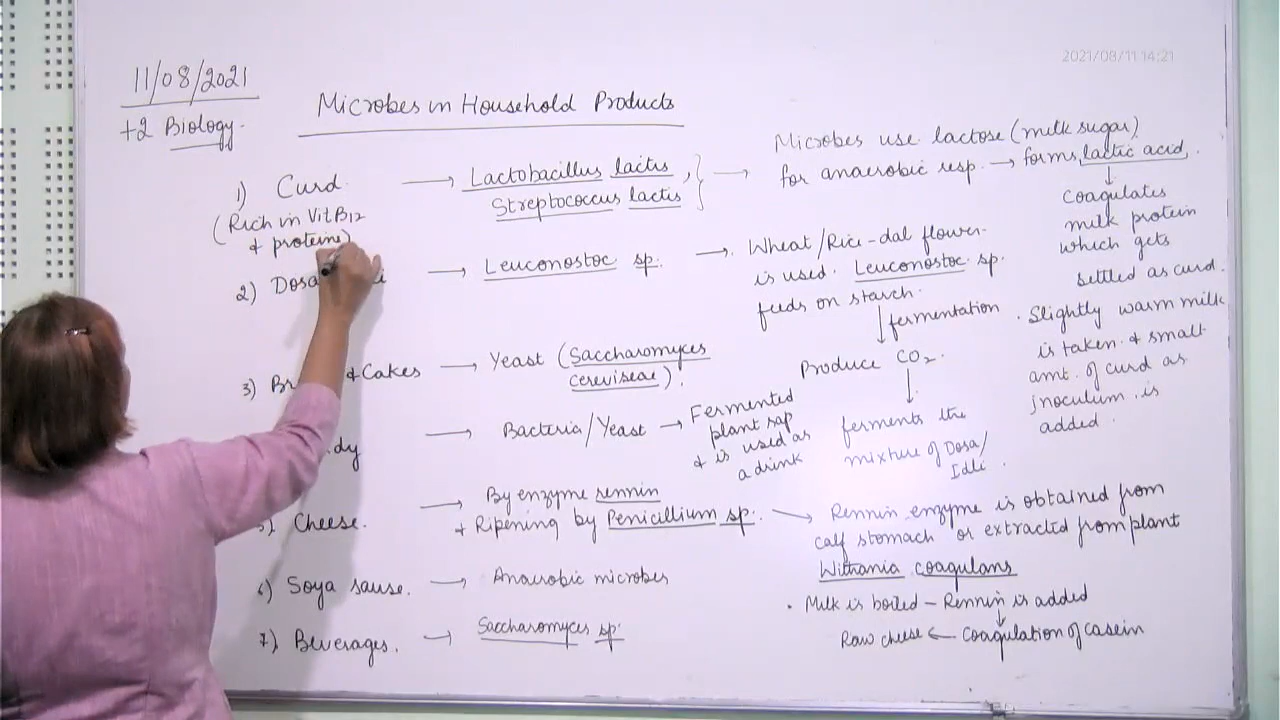 2021/08/11 14:21
11/08/2021
+2 Biology.
Microbes in Household Products
1) Curd. → Lactobacillus lactis,
Streptococcus lactis
(Rich in Vit B12
& proteins)
→ Microbes use lactose (milk sugar)
for anaerobic resp. → forms lactic acid.
↓
Coagulates
milk protein
which gets
settled as curd.
. Slightly warm milk
is taken & small
amt. of curd as
inoculum is
added.
2) Dosa → Leuconostoc sp. → Wheat/Rice-dal flower
is used. Leuconostoc sp.
feeds on starch.
↓ fermentation
Produce CO2.
↓
ferments the
mixture of Dosa/
Idli.
3) & Cakes → Yeast (Saccharomyces
cereviseae).
→ Bacteria/Yeast → Fermented
plant sap
& is used as
a drink
5) Cheese. → By enzyme rennin
+ Ripening by Penicillium sp. → Rennin enzyme is obtained from
calf stomach or extracted from plant
Withania coagulans
. Milk is boiled – Rennin is added
↓
Raw cheese ← Coagulation of casein
6) Soya sause. → Anaerobic microbes
7) Beverages. → Saccharomyces sp.